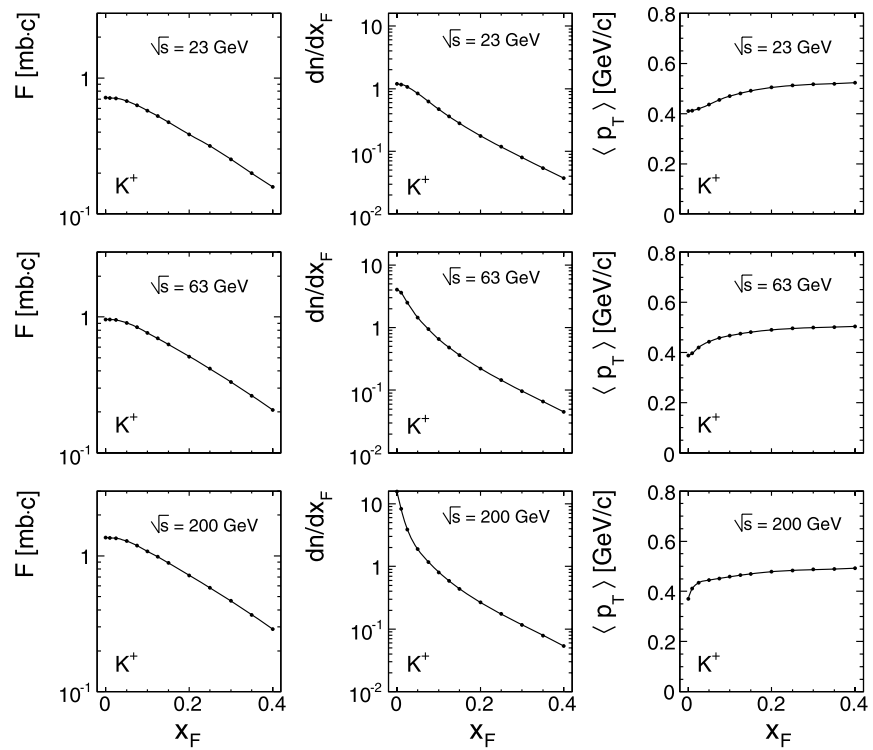 F [mb·c]
1
10⁻¹
√s = 23 GeV
K⁺
dn/dx_F
10
1
10⁻¹
10⁻²
√s = 23 GeV
K⁺
⟨ p_T ⟩ [GeV/c]
0.8
0.6
0.4
0.2
0
√s = 23 GeV
K⁺
F [mb·c]
1
10⁻¹
√s = 63 GeV
K⁺
dn/dx_F
10
1
10⁻¹
10⁻²
√s = 63 GeV
K⁺
⟨ p_T ⟩ [GeV/c]
0.8
0.6
0.4
0.2
0
√s = 63 GeV
K⁺
F [mb·c]
1
10⁻¹
√s = 200 GeV
K⁺
0 0.2 0.4
x_F
dn/dx_F
10
1
10⁻¹
10⁻²
√s = 200 GeV
K⁺
0 0.2 0.4
x_F
⟨ p_T ⟩ [GeV/c]
0.8
0.6
0.4
0.2
0
√s = 200 GeV
K⁺
0 0.2 0.4
x_F